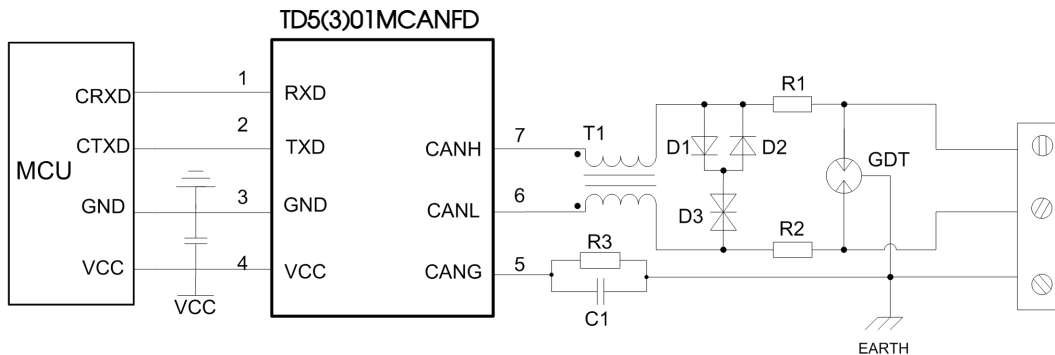 TD5(3)01MCANFD
MCU
CRXD
CTXD
GND
VCC
1
2
3
4
VCC
RXD
TXD
GND
VCC
CANH
CANL
CANG
7
6
5
T1
D1
D2
D3
R1
R2
GDT
R3
C1
EARTH